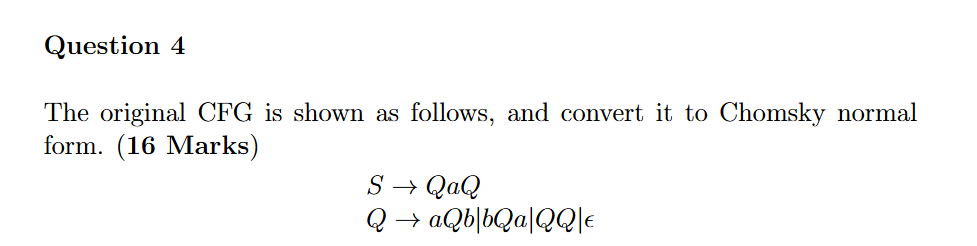 Question 4
The original CFG is shown as follows, and convert it to Chomsky normal
form. (16 Marks)
S → QaQ
Q → aQb|bQa|QQ|ϵ